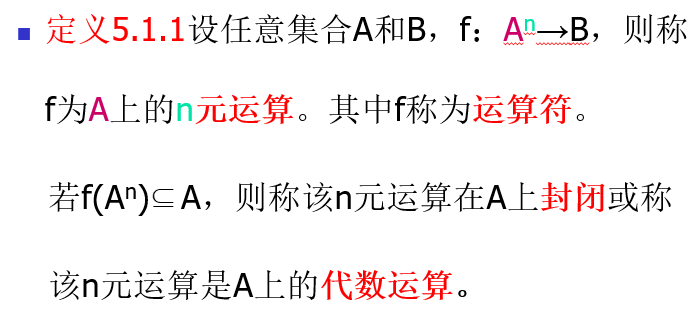 ■ 定义5.1.1设任意集合A和B，f：Aⁿ→B，则称
f为A上的n元运算。其中f称为运算符。
若f(Aⁿ)⊆A，则称该n元运算在A上封闭或称
该n元运算是A上的代数运算。